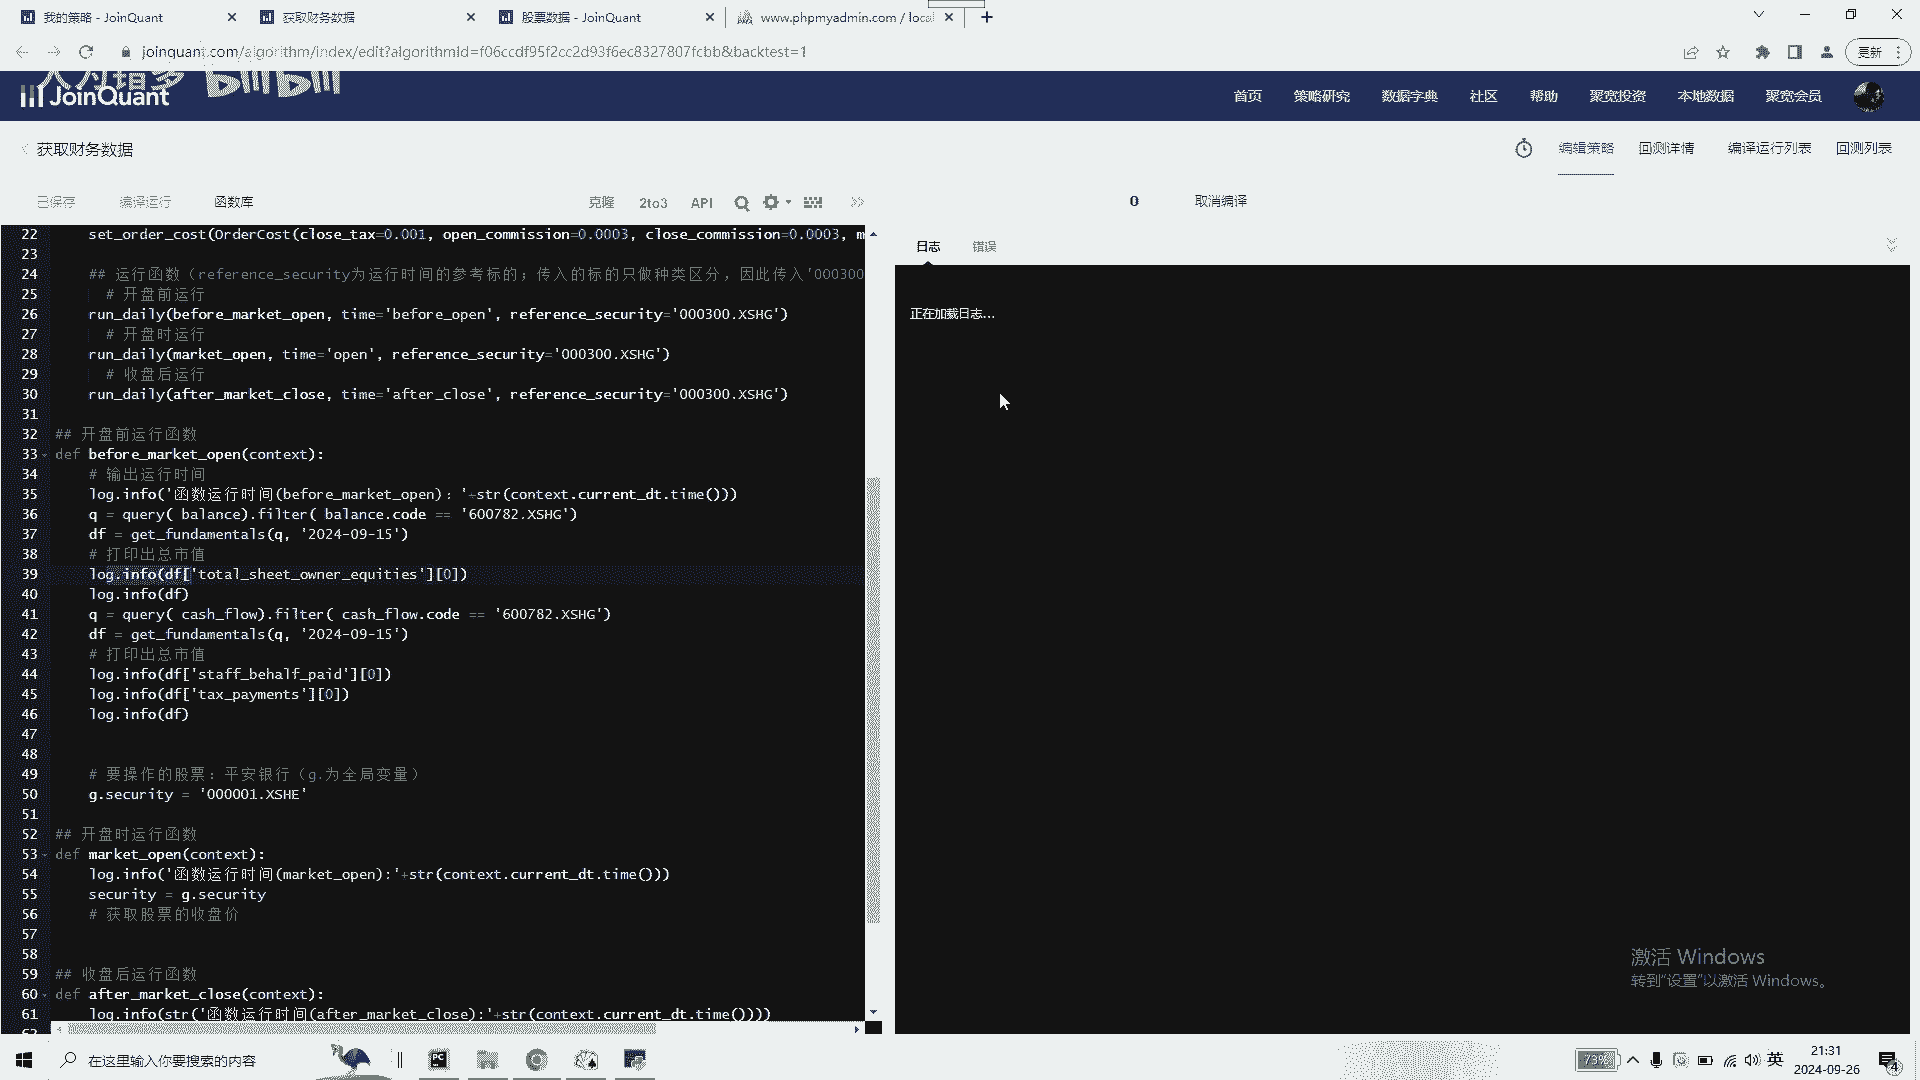 我的策略 - JoinQuant
获取财务数据
股票数据 - JoinQuant
www.phpmyadmin.com / local
joinquant.com/algorithm/index/edit?algorithmId=f06ccdf95f2cc2d93f6ec8327807fcbb&backtest=1
更新
bilibili
JoinQuant
首页 策略研究 数据字典 社区 帮助 聚宽投资 本地数据 聚宽会员
获取财务数据
编辑策略 回测详情 编译运行列表 回测列表
已保存 编译运行 函数库 克隆 2to3 API
0 取消编译
日志 错误
正在加载日志...
22 set_order_cost(OrderCost(close_tax=0.001, open_commission=0.0003, close_commission=0.0003, m
23
24 ## 运行函数（reference_security为运行时间的参考标的；传入的标的只做种类区分，因此传入'000300
25 # 开盘前运行
26 run_daily(before_market_open, time='before_open', reference_security='000300.XSHG')
27 # 开盘时运行
28 run_daily(market_open, time='open', reference_security='000300.XSHG')
29 # 收盘后运行
30 run_daily(after_market_close, time='after_close', reference_security='000300.XSHG')
31
32 ## 开盘前运行函数
33 def before_market_open(context):
34 # 输出运行时间
35 log.info('函数运行时间(before_market_open)：'+str(context.current_dt.time()))
36 q = query( balance).filter( balance.code == '600782.XSHG')
37 df = get_fundamentals(q, '2024-09-15')
38 # 打印出总市值
39 log.info(df['total_sheet_owner_equities'][0])
40 log.info(df)
41 q = query( cash_flow).filter( cash_flow.code == '600782.XSHG')
42 df = get_fundamentals(q, '2024-09-15')
43 # 打印出总市值
44 log.info(df['staff_behalf_paid'][0])
45 log.info(df['tax_payments'][0])
46 log.info(df)
47
48
49 # 要操作的股票：平安银行（g.为全局变量）
50 g.security = '000001.XSHE'
51
52 ## 开盘时运行函数
53 def market_open(context):
54 log.info('函数运行时间(market_open):'+str(context.current_dt.time()))
55 security = g.security
56 # 获取股票的收盘价
57
58
59 ## 收盘后运行函数
60 def after_market_close(context):
61 log.info(str('函数运行时间(after_market_close):'+str(context.current_dt.time())))
激活 Windows
转到"设置"以激活 Windows。
在这里输入你要搜索的内容
73%
英
21:31
2024-09-26
4